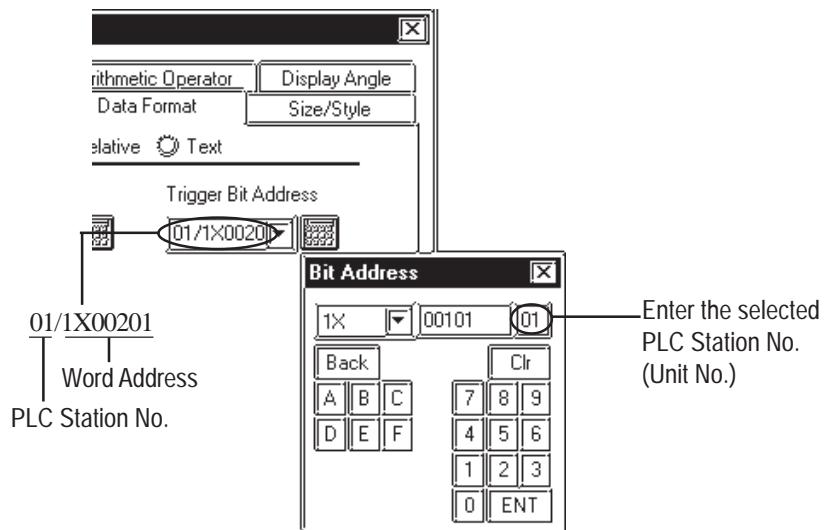 rithmetic Operator Display Angle
Data Format Size/Style
elative Text
Trigger Bit Address
01/1X0020
Bit Address
1X 00101 01
Enter the selected
PLC Station No.
(Unit No.)
01/1X00201
Word Address
PLC Station No.
Back Clr
A B C 7 8 9
D E F 4 5 6
1 2 3
0 ENT